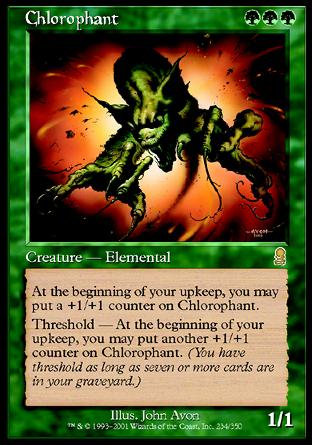 Chlorophant
AVON
Creature — Elemental
At the beginning of your upkeep, you may
put a +1/+1 counter on Chlorophant.
Threshold — At the beginning of your
upkeep, you may put another +1/+1
counter on Chlorophant. (You have
threshold as long as seven or more cards are
in your graveyard.)
1/1
Illus. John Avon
™ & © 1993–2001 Wizards of the Coast, Inc. 234/350